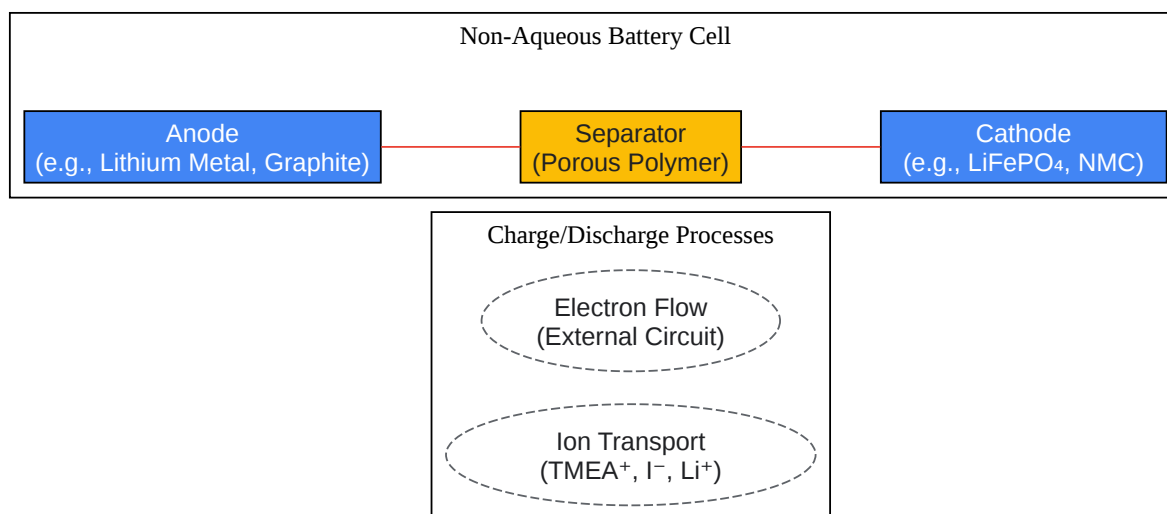 Non-Aqueous Battery Cell
Anode
(e.g., Lithium Metal, Graphite)
Separator
(Porous Polymer)
Cathode
(e.g., LiFePO₄, NMC)
Charge/Discharge Processes
Electron Flow
(External Circuit)
Ion Transport
(TMEA⁺, I⁻, Li⁺)